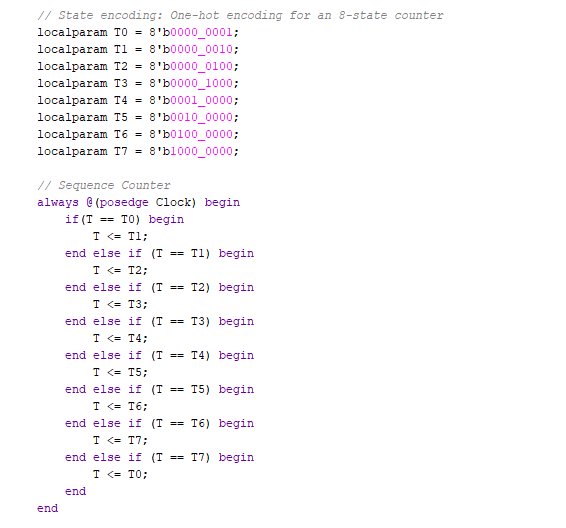 // State encoding: One-hot encoding for an 8-state counter
localparam T0 = 8'b0000_0001;
localparam T1 = 8'b0000_0010;
localparam T2 = 8'b0000_0100;
localparam T3 = 8'b0000_1000;
localparam T4 = 8'b0001_0000;
localparam T5 = 8'b0010_0000;
localparam T6 = 8'b0100_0000;
localparam T7 = 8'b1000_0000;

// Sequence Counter
always @(posedge Clock) begin
    if(T == T0) begin
        T <= T1;
    end else if (T == T1) begin
        T <= T2;
    end else if (T == T2) begin
        T <= T3;
    end else if (T == T3) begin
        T <= T4;
    end else if (T == T4) begin
        T <= T5;
    end else if (T == T5) begin
        T <= T6;
    end else if (T == T6) begin
        T <= T7;
    end else if (T == T7) begin
        T <= T0;
    end
end